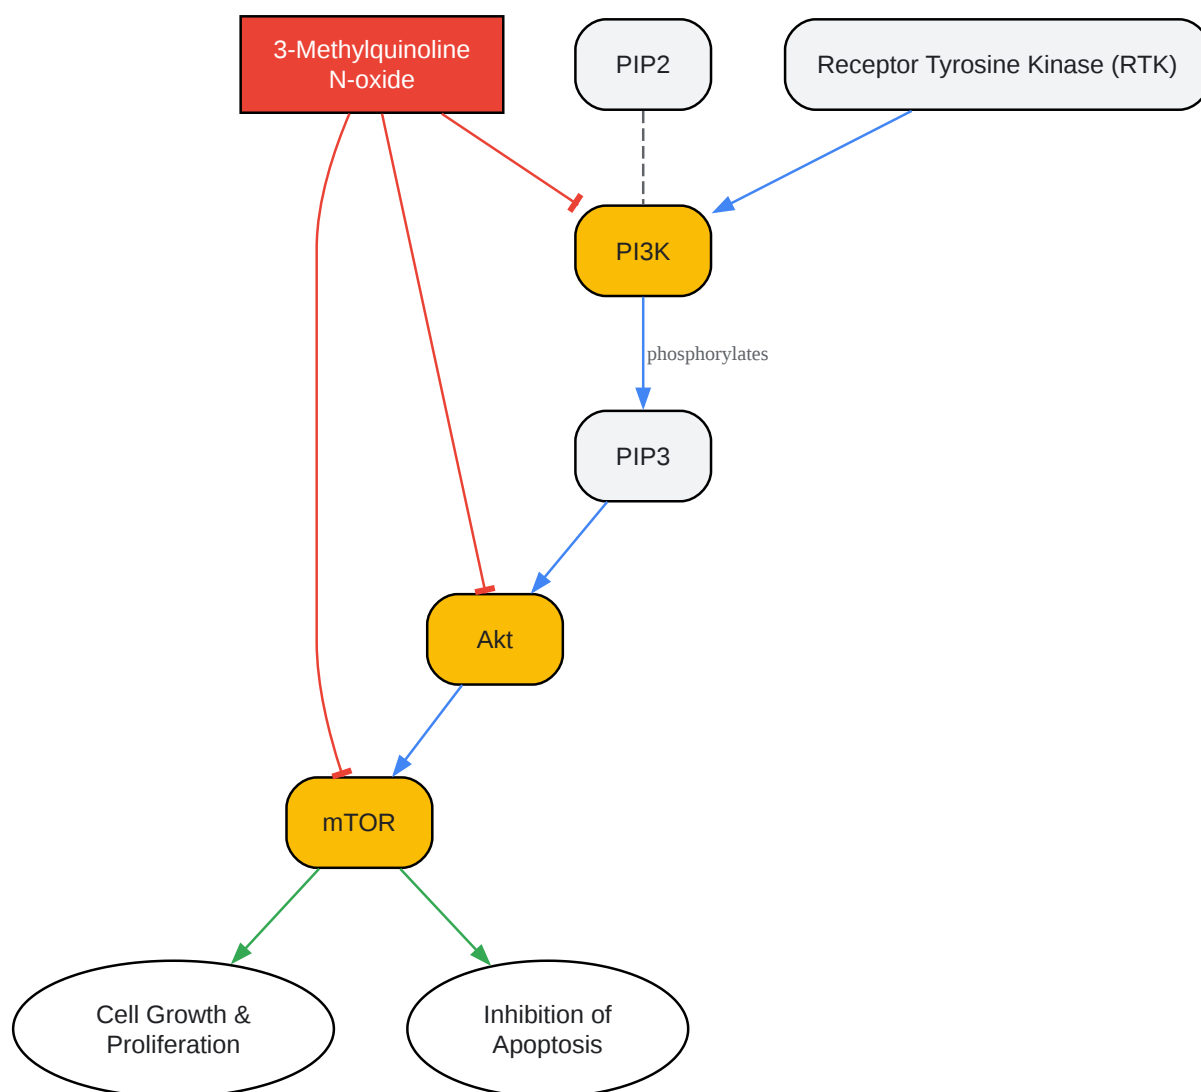 3-Methylquinoline
N-oxide
PIP2
Receptor Tyrosine Kinase (RTK)
PI3K
phosphorylates
PIP3
Akt
mTOR
Cell Growth &
Proliferation
Inhibition of
Apoptosis